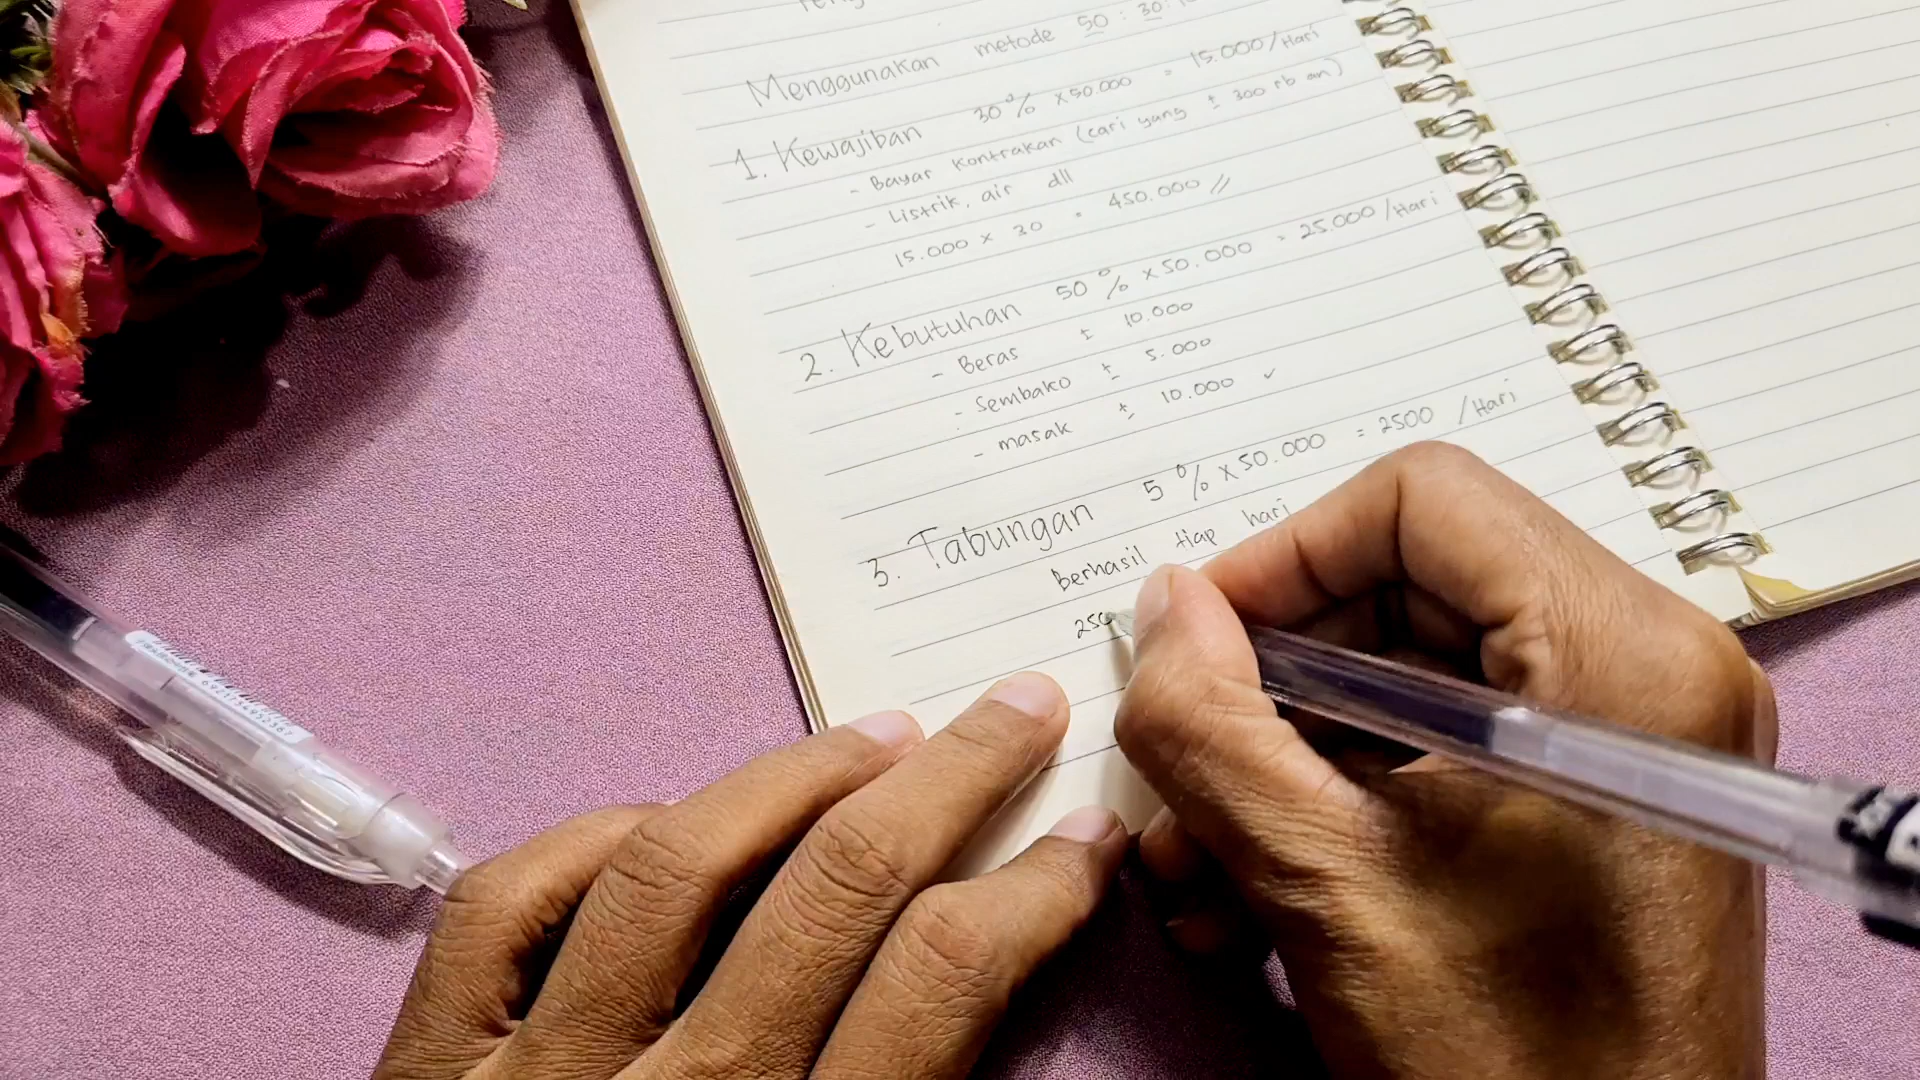 Menggunakan metode 50 : 30 :
1. Kewajiban 30% x 50.000 = 15.000/Hari
- Bayar kontrakan (cari yang ± 300 rb an)
- Listrik, air dll
15.000 x 30 = 450.000 //
2. Kebutuhan 50% x 50.000 = 25.000/Hari
- Beras ± 10.000
- Sembako ± 5.000
- masak ± 10.000 ✓
3. Tabungan 5% x 50.000 = 2500 /Hari
Berhasil tiap hari
250